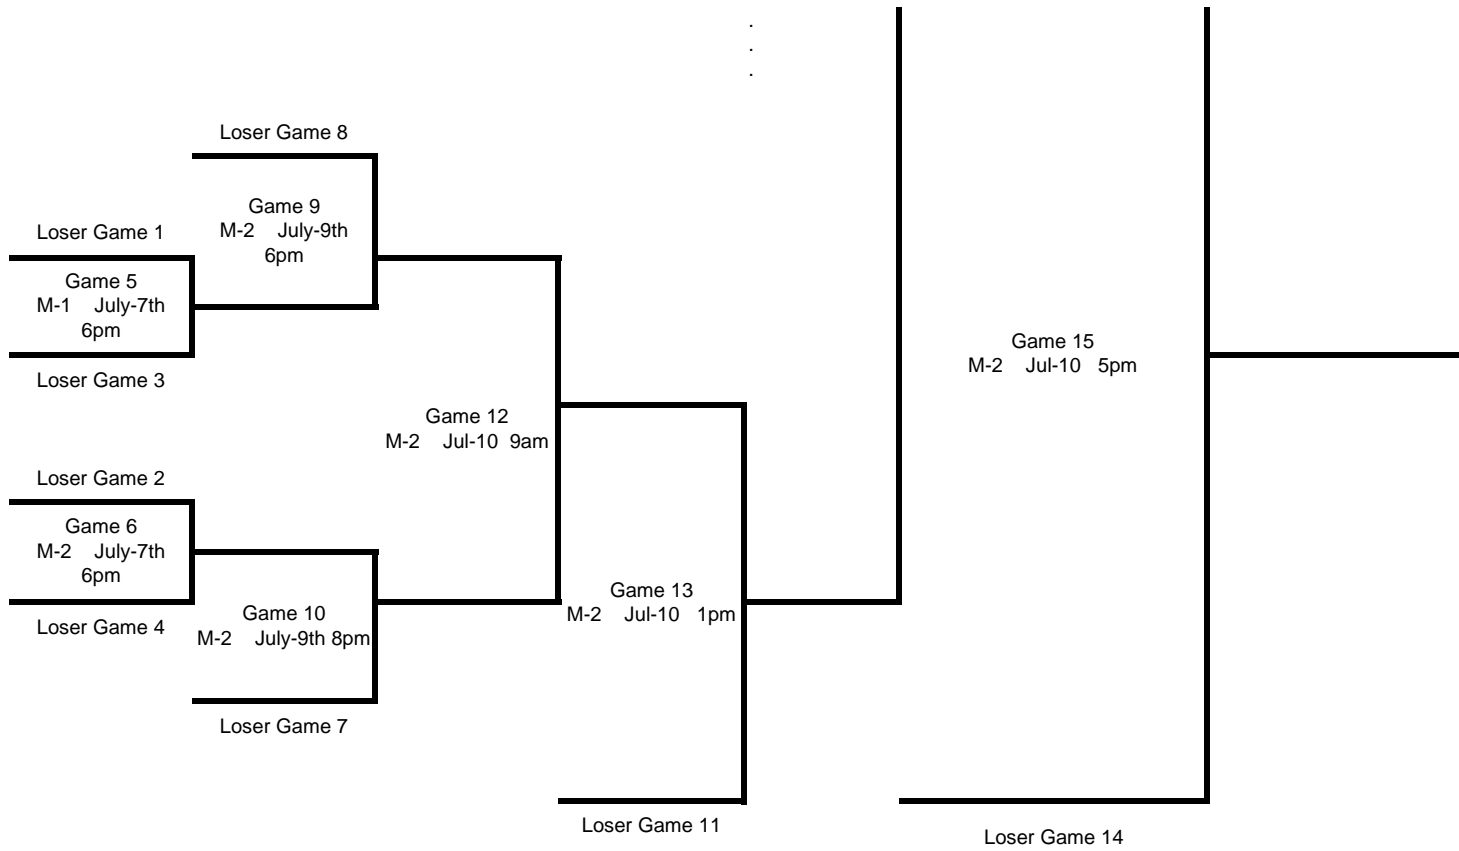 .
.
.
Loser Game 8
Game 9
M-2 July-9th
6pm
Loser Game 1
Game 5
M-1 July-7th
6pm
Loser Game 3
Game 15
M-2 Jul-10 5pm
Game 12
M-2 Jul-10 9am
Loser Game 2
Game 6
M-2 July-7th
6pm
Loser Game 4
Game 10
M-2 July-9th 8pm
Game 13
M-2 Jul-10 1pm
Loser Game 7
Loser Game 11
Loser Game 14